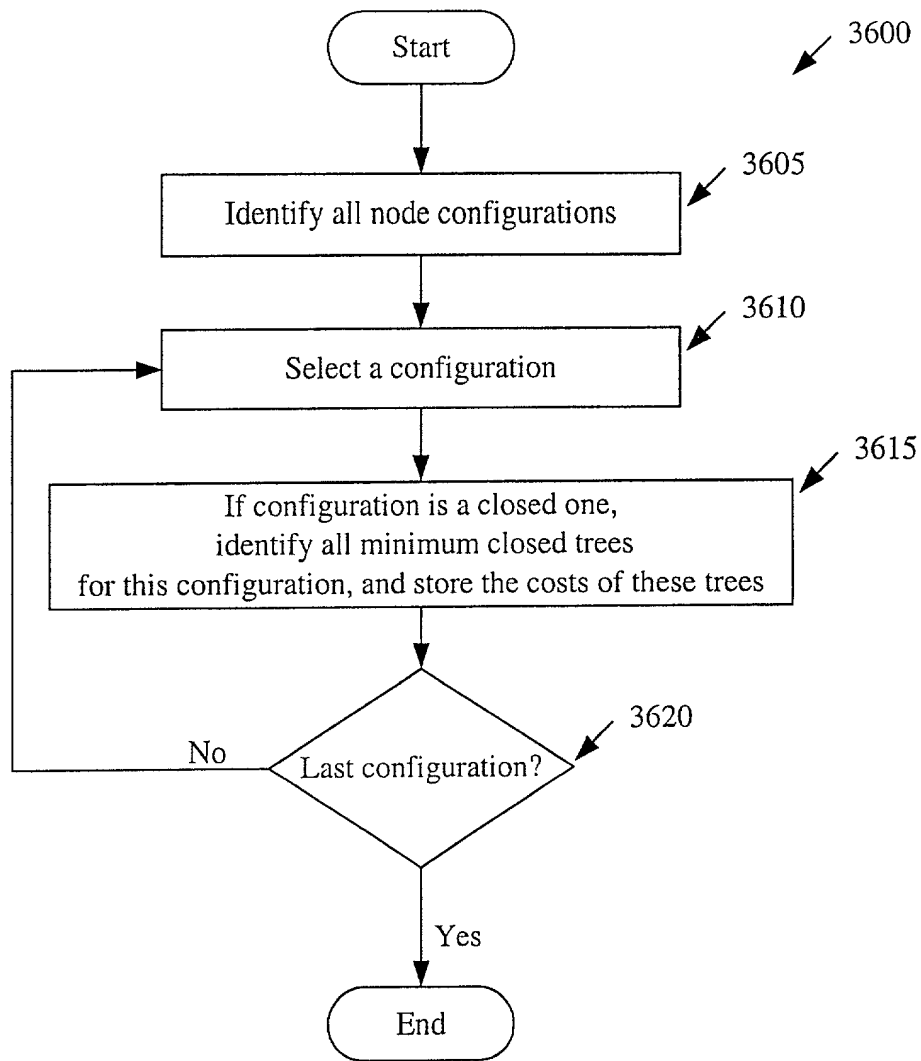 Start
3600
3605
Identify all node configurations
3610
Select a configuration
3615
If configuration is a closed one,
identify all minimum closed trees
for this configuration, and store the costs of these trees
3620
No
Last configuration?
Yes
End